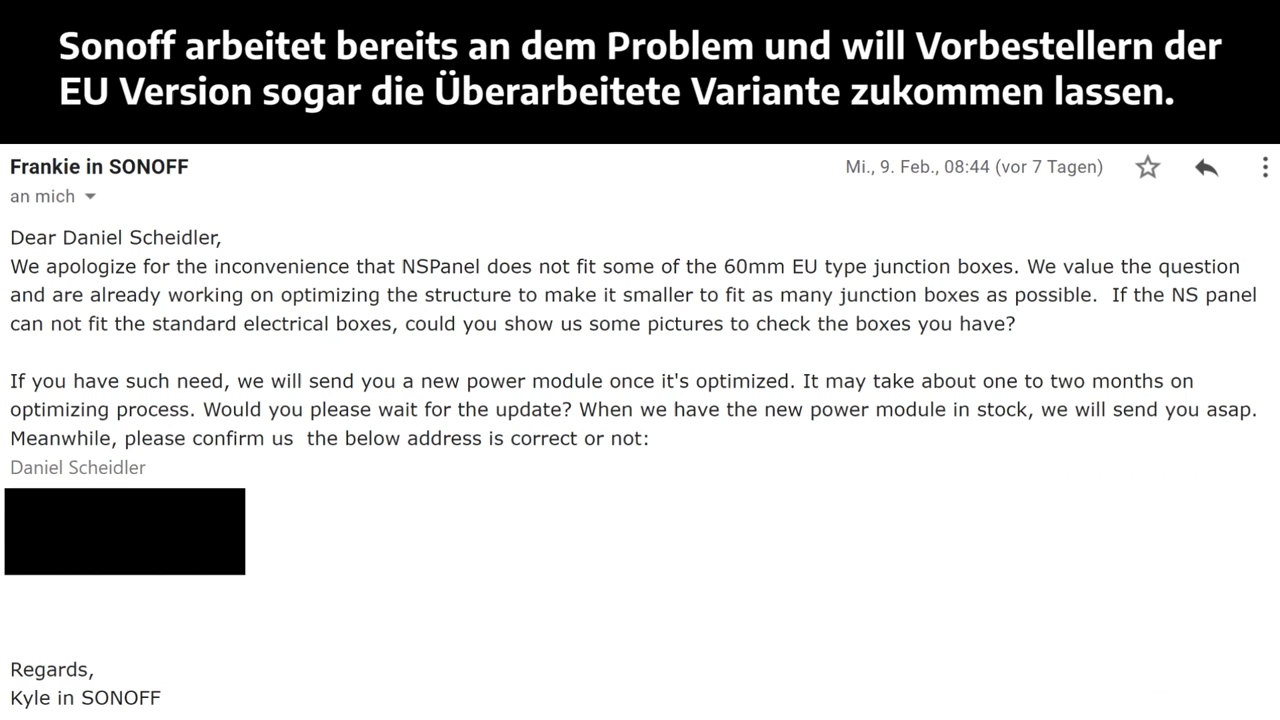 Sonoff arbeitet bereits an dem Problem und will Vorbestellern der
EU Version sogar die Überarbeitete Variante zukommen lassen.
Frankie in SONOFF
Mi., 9. Feb., 08:44 (vor 7 Tagen)
an mich
Dear Daniel Scheidler,
We apologize for the inconvenience that NSPanel does not fit some of the 60mm EU type junction boxes. We value the question
and are already working on optimizing the structure to make it smaller to fit as many junction boxes as possible.  If the NS panel
can not fit the standard electrical boxes, could you show us some pictures to check the boxes you have?
If you have such need, we will send you a new power module once it's optimized. It may take about one to two months on
optimizing process. Would you please wait for the update? When we have the new power module in stock, we will send you asap.
Meanwhile, please confirm us  the below address is correct or not:
Daniel Scheidler
Regards,
Kyle in SONOFF